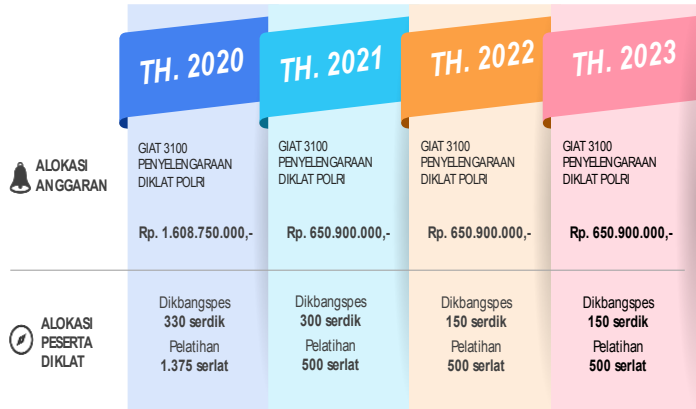 TH. 2020
TH. 2021
TH. 2022
TH. 2023
ALOKASI
ANGGARAN
GIAT 3100
PENYELENGARAAN
DIKLAT POLRI
Rp. 1.608.750.000,-
GIAT 3100
PENYELENGARAAN
DIKLAT POLRI
Rp. 650.900.000,-
GIAT 3100
PENYELENGARAAN
DIKLAT POLRI
Rp. 650.900.000,-
GIAT 3100
PENYELENGARAAN
DIKLAT POLRI
Rp. 650.900.000,-
ALOKASI
PESERTA
DIKLAT
Dikbangspes
330 serdik
Pelatihan
1.375 serlat
Dikbangspes
300 serdik
Pelatihan
500 serlat
Dikbangspes
150 serdik
Pelatihan
500 serlat
Dikbangspes
150 serdik
Pelatihan
500 serlat